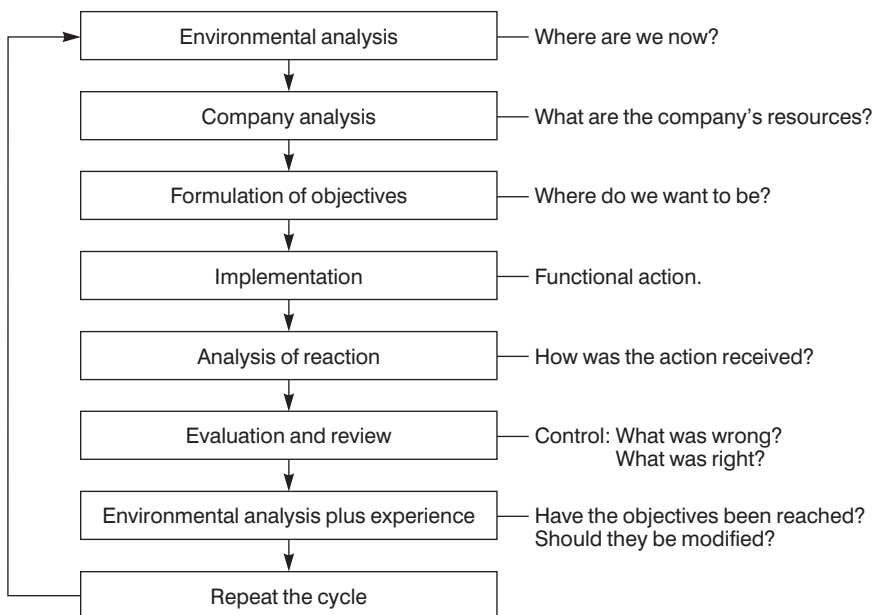 Environmental analysis
Where are we now?
Company analysis
What are the company’s resources?
Formulation of objectives
Where do we want to be?
Implementation
Functional action.
Analysis of reaction
How was the action received?
Evaluation and review
Control: What was wrong?
What was right?
Environmental analysis plus experience
Have the objectives been reached?
Should they be modified?
Repeat the cycle